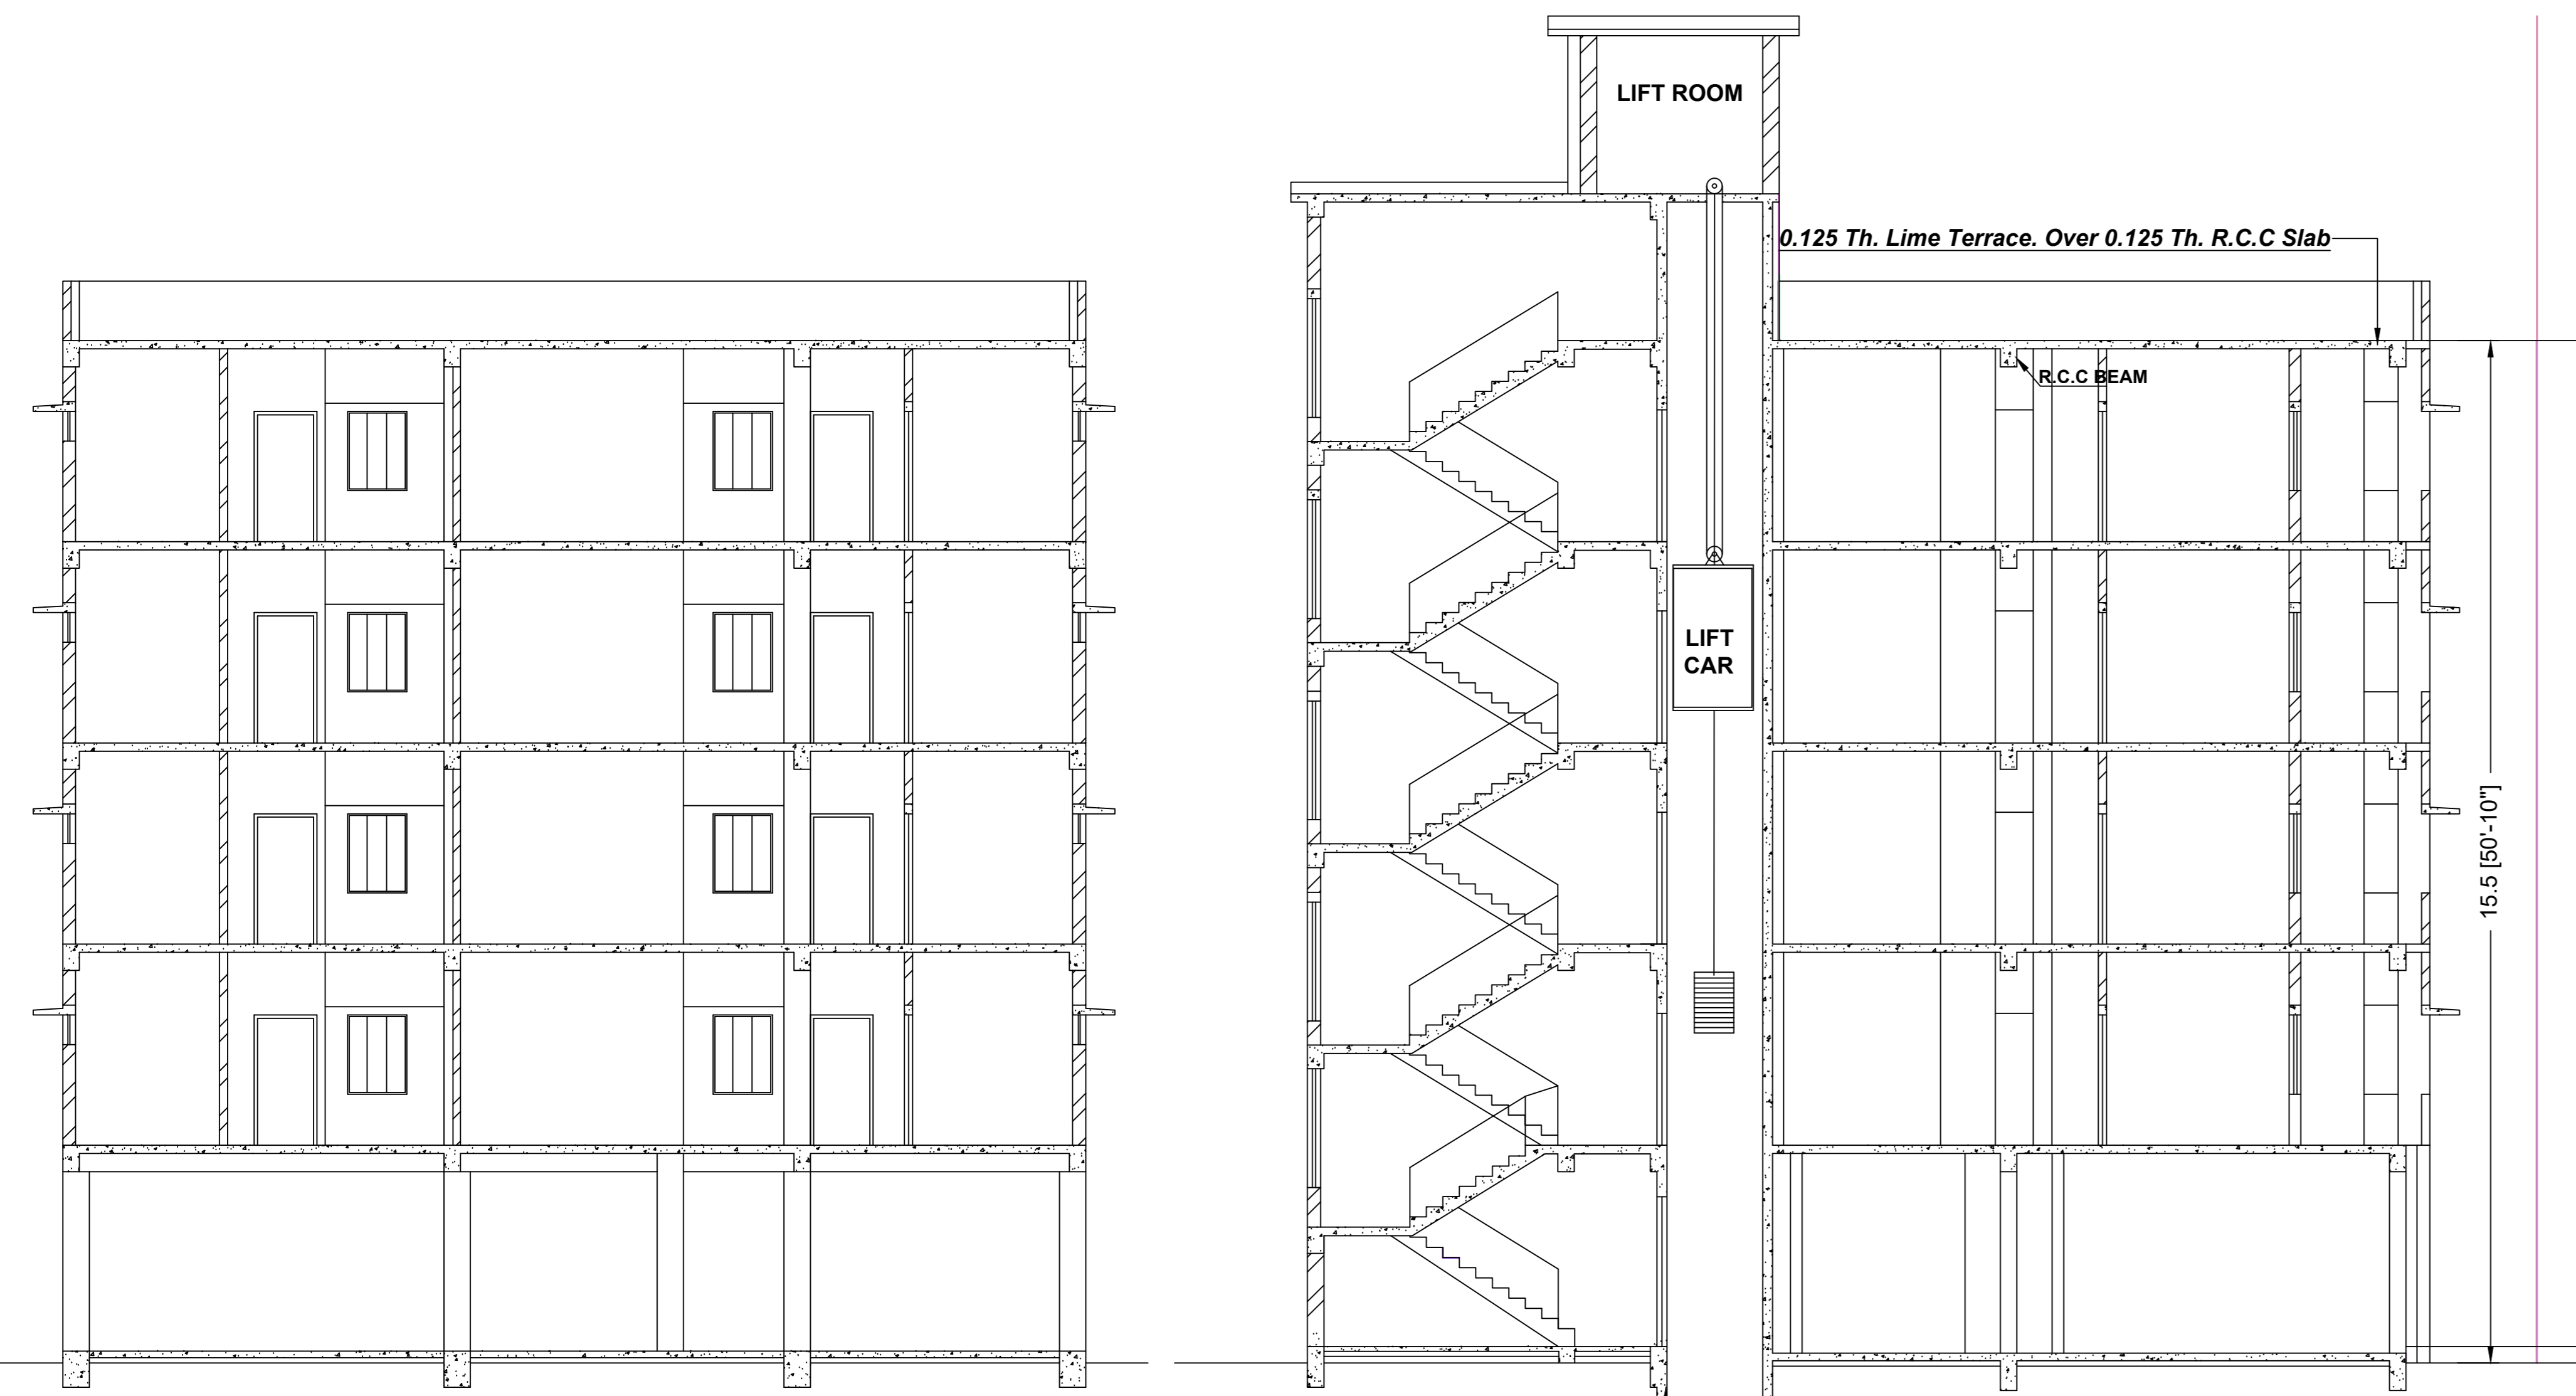 LIFT ROOM
0.125 Th. Lime Terrace. Over 0.125 Th. R.C.C Slab
R.C.C BEAM
LIFT
CAR
15.5 [50'-10"]